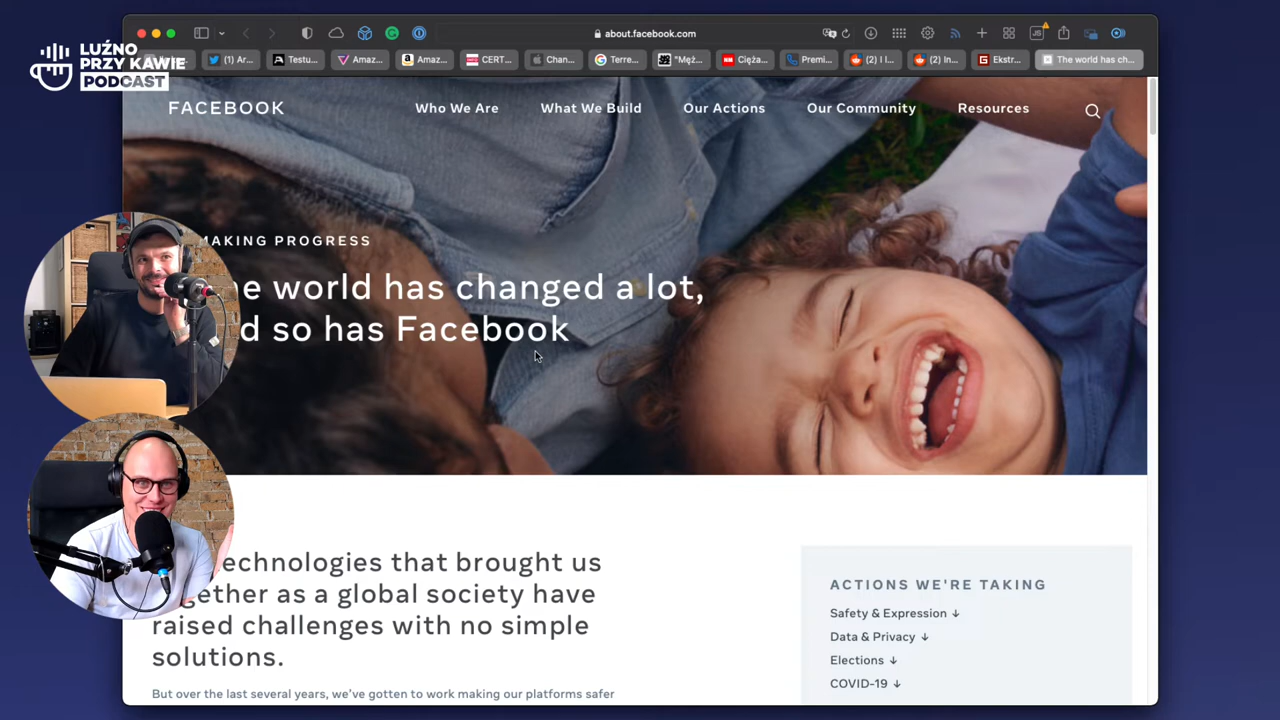 LUŹNO
PRZY KAWIE
PODCAST
about.facebook.com
(1) Ar...
Testu...
Amaz...
Amaz...
CERT...
Chan...
Terre...
"Męż...
Cięża...
Premi...
(2) I l...
(2) In...
Ekstr...
The world has ch...
FACEBOOK
Who We Are
What We Build
Our Actions
Our Community
Resources
MAKING PROGRESS
he world has changed a lot,
d so has Facebook
echnologies that brought us
gether as a global society have
raised challenges with no simple
solutions.
But over the last several years, we've gotten to work making our platforms safer
ACTIONS WE'RE TAKING
Safety & Expression ↓
Data & Privacy ↓
Elections ↓
COVID-19 ↓